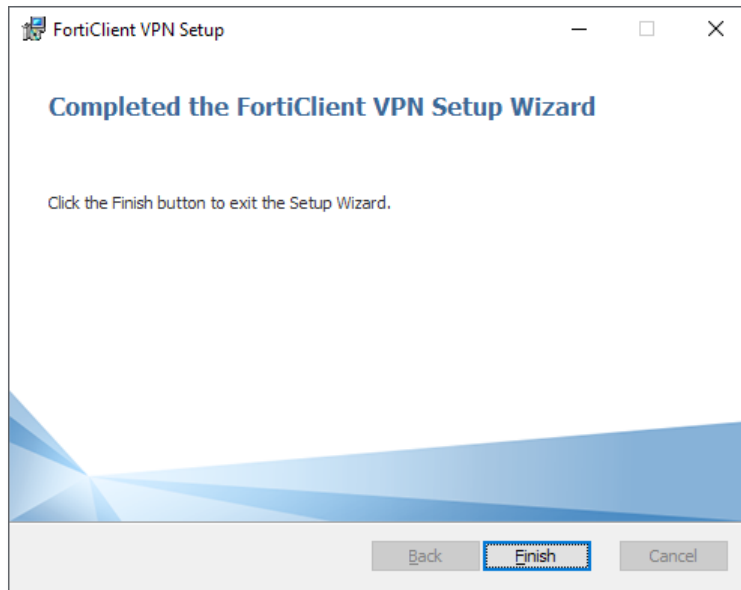 FortiClient VPN Setup
Completed the FortiClient VPN Setup Wizard
Click the Finish button to exit the Setup Wizard.
Back Finish Cancel